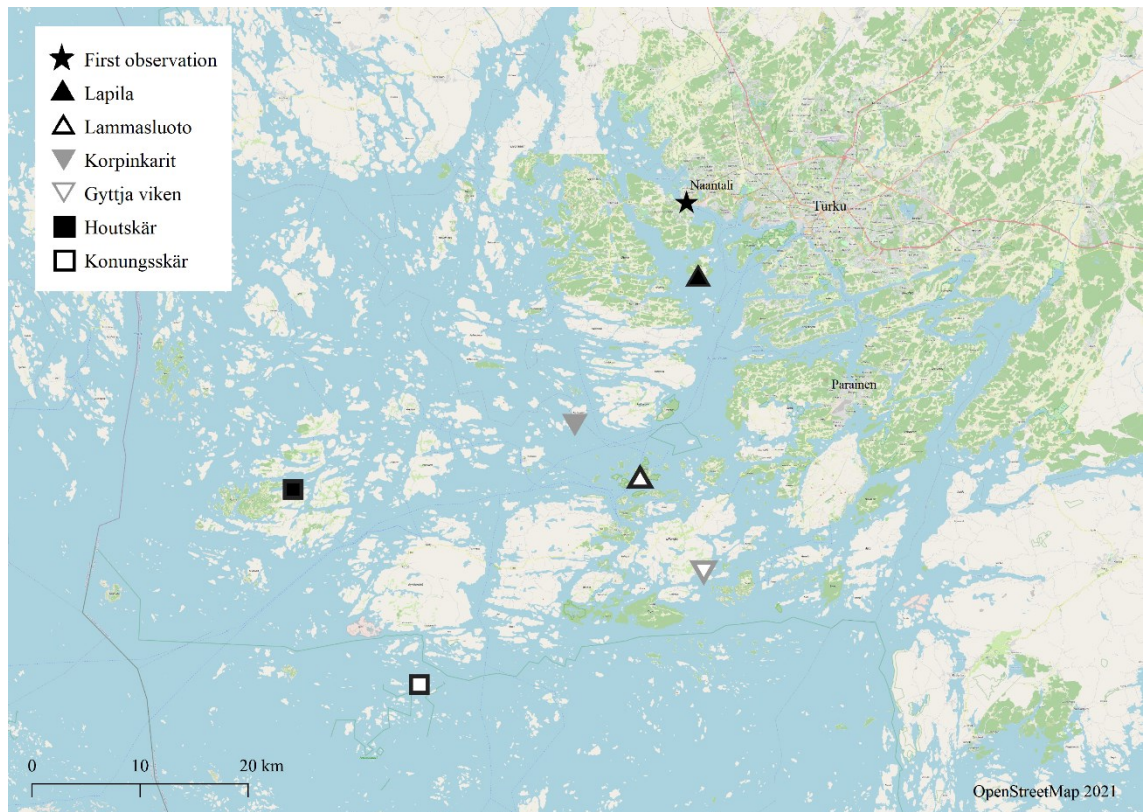 First observation
Lapila
Lammasluoto
Korpinkarit
Gyttja viken
Houtskär
Konungsskär
Naantali
Turku
Parainen
0 10 20 km
OpenStreetMap 2021